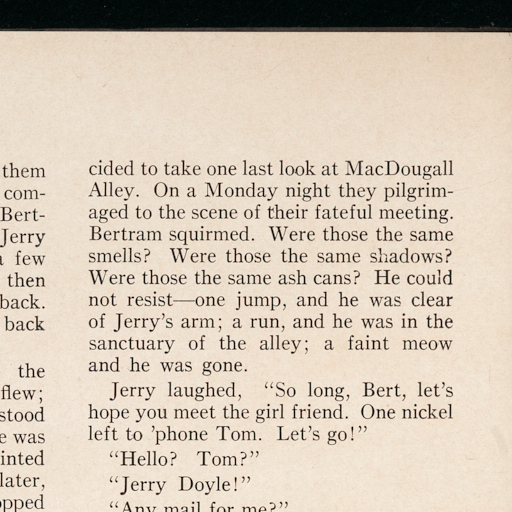 them
com-
Bert-
Jerry
a few
then
back.
back
the
flew;
stood
was
later,
cided to take one last look at MacDougall
Alley. On a Monday night they pilgrim-
aged to the scene of their fateful meeting.
Bertram squirmed. Were those the same
smells? Were those the same shadows?
Were those the same ash cans? He could
not resist—one jump, and he was clear
of Jerry's arm; a run, and he was in the
sanctuary of the alley; a faint meow
and he was gone.
Jerry laughed, "So long, Bert, let's
hope you meet the girl friend. One nickel
left to 'phone Tom. Let's go!"
"Hello? Tom?"
"Jerry Doyle!"
"Any mail for me?"